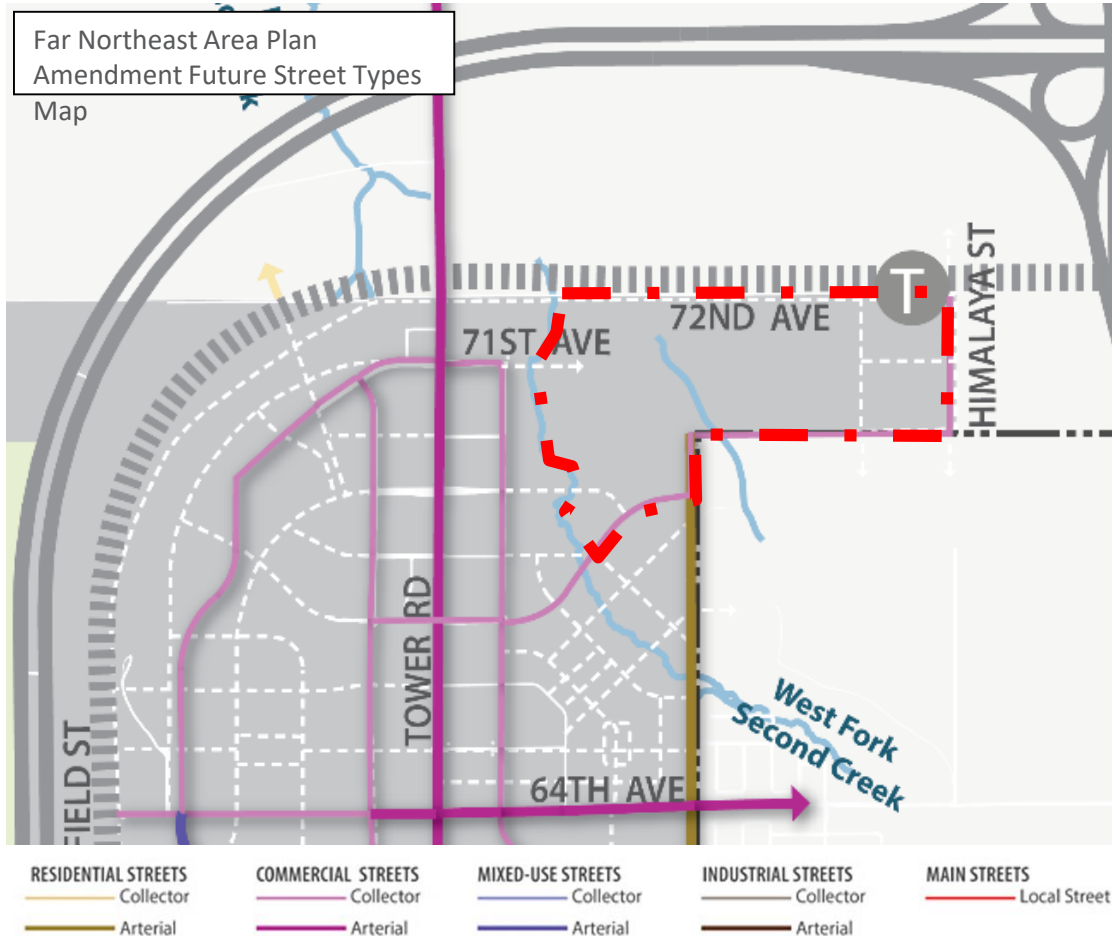 Far Northeast Area Plan
Amendment Future Street Types
Map
HIMALAYA ST
T
72ND AVE
71ST AVE
TOWER RD
West Fork
Second Creek
64TH AVE
FIELD ST
RESIDENTIAL STREETS
Collector
Arterial
COMMERCIAL STREETS
Collector
Arterial
MIXED-USE STREETS
Collector
Arterial
INDUSTRIAL STREETS
Collector
Arterial
MAIN STREETS
Local Street